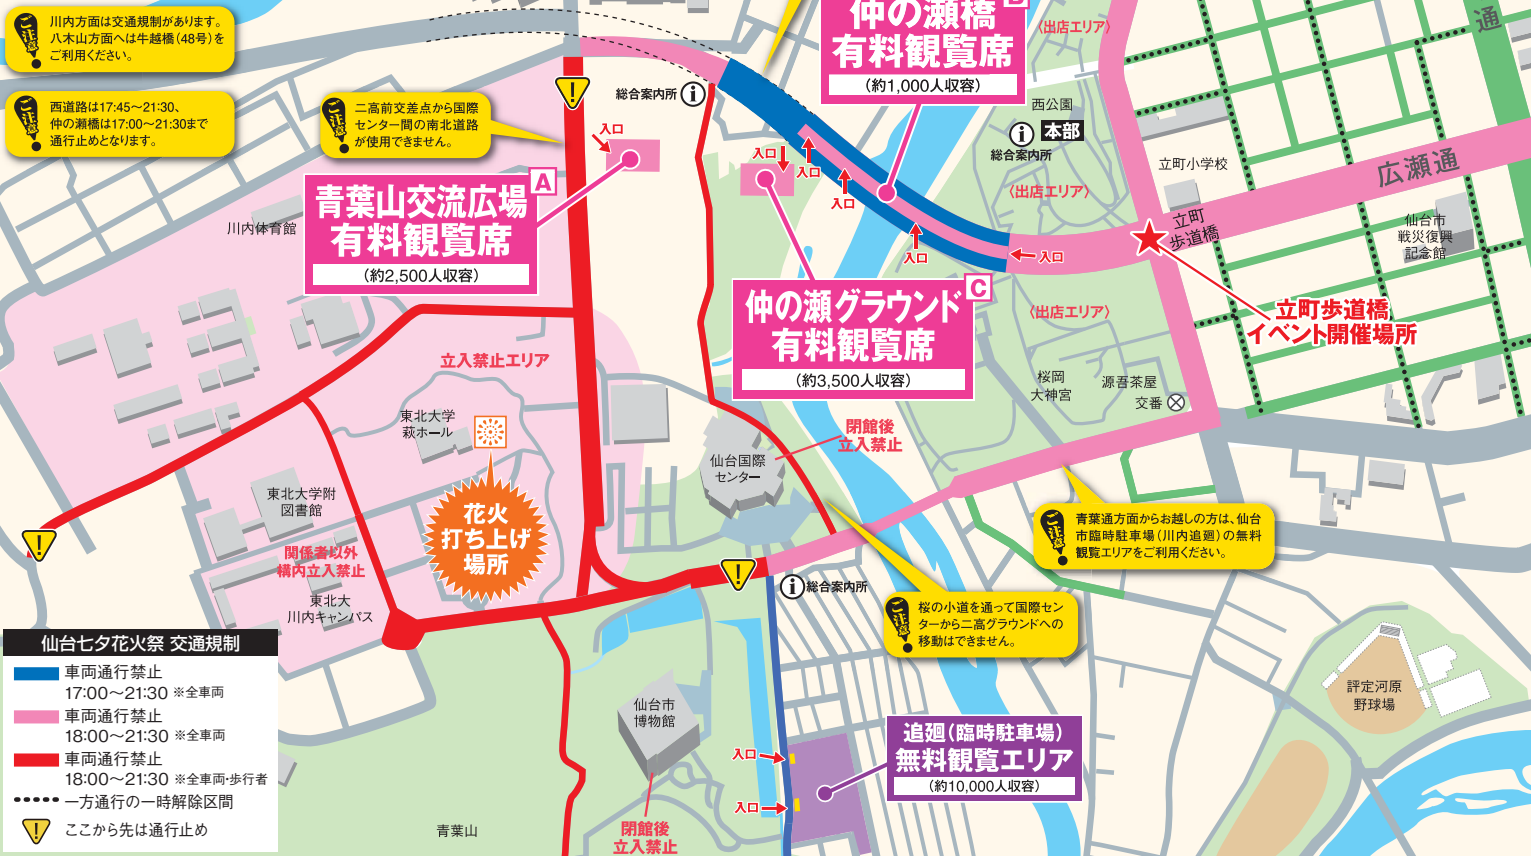 ご注意
川内方面は交通規制があります。
八木山方面へは牛越橋(48号)を
ご利用ください。
ご注意
西道路は17:45〜21:30、
仲の瀬橋は17:00〜21:30まで
通行止めとなります。
ご注意
二高前交差点から国際
センター間の南北道路
が使用できません。
総合案内所
入口
A
青葉山交流広場
有料観覧席
(約2,500人収容)
川内体育館
B
仲の瀬橋
有料観覧席
(約1,000人収容)
〈出店エリア〉
西公園
本部
総合案内所
〈出店エリア〉
立町小学校
通
広瀬通
立町
歩道橋
仙台市
戦災復興
記念館
入口
入口
入口
入口
入口
C
仲の瀬グラウンド
有料観覧席
(約3,500人収容)
〈出店エリア〉
立町歩道橋
イベント開催場所
桜岡
大神宮
源吾茶屋
交番
立入禁止エリア
東北大学
萩ホール
閉館後
立入禁止
仙台国際
センター
東北大学附
図書館
花火
打ち上げ
場所
関係者以外
構内立入禁止
東北大
川内キャンパス
総合案内所
ご注意
青葉通方面からお越しの方は、仙台
市臨時駐車場(川内追廻)の無料
観覧エリアをご利用ください。
ご注意
桜の小道を通って国際セン
ターから二高グラウンドへの
移動はできません。
仙台七夕花火祭 交通規制
車両通行禁止
17:00〜21:30 ※全車両
車両通行禁止
18:00〜21:30 ※全車両
車両通行禁止
18:00〜21:30 ※全車両・歩行者
一方通行の一時解除区間
ここから先は通行止め
仙台市
博物館
閉館後
立入禁止
青葉山
入口
入口
追廻(臨時駐車場)
無料観覧エリア
(約10,000人収容)
評定河原
野球場